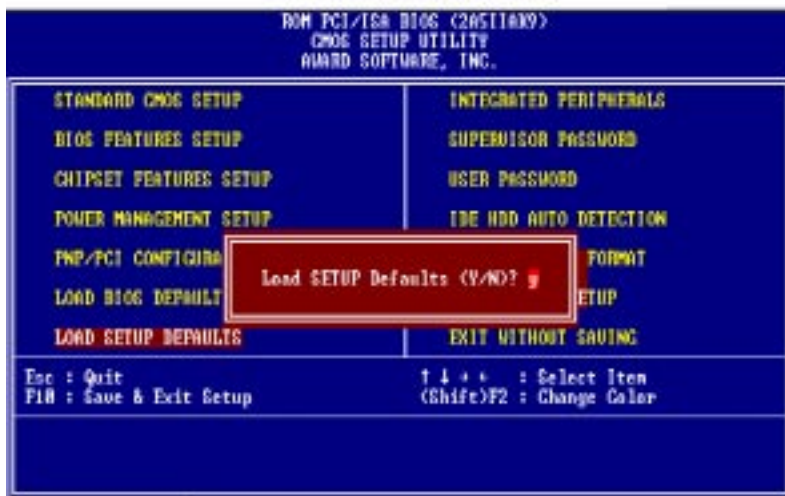 ROM PCI/ISA BIOS (2A5IIAK9)
CMOS SETUP UTILITY
AWARD SOFTWARE, INC.
STANDARD CMOS SETUP
BIOS FEATURES SETUP
CHIPSET FEATURES SETUP
POWER MANAGEMENT SETUP
PNP/PCI CONFIGURA
LOAD BIOS DEFAULT
LOAD SETUP DEFAULTS
INTEGRATED PERIPHERALS
SUPERVISOR PASSWORD
USER PASSWORD
IDE HDD AUTO DETECTION
FORMAT
ETUP
EXIT WITHOUT SAVING
Load SETUP Defaults (Y/N)? y
Esc : Quit
F10 : Save & Exit Setup
↑ ↓ → ← : Select Item
(Shift)F2 : Change Color